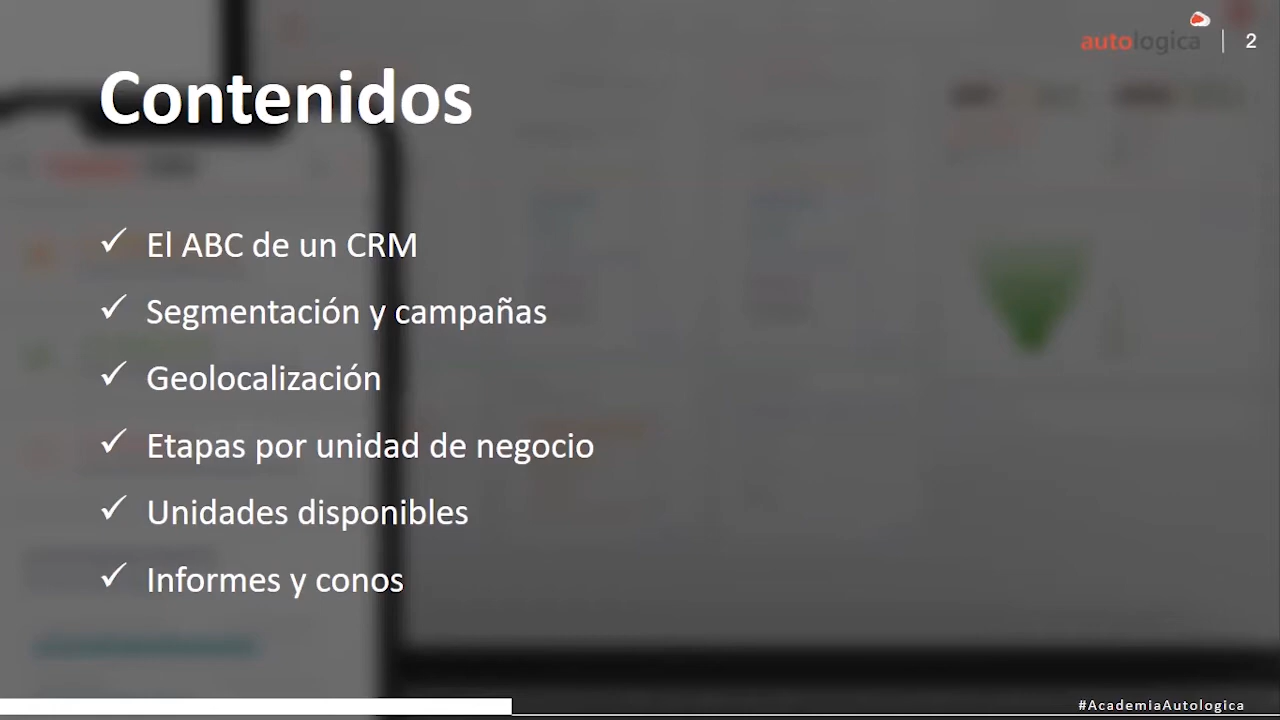 autologica
2
Contenidos
El ABC de un CRM
Segmentación y campañas
Geolocalización
Etapas por unidad de negocio
Unidades disponibles
Informes y conos
#AcademiaAutologica